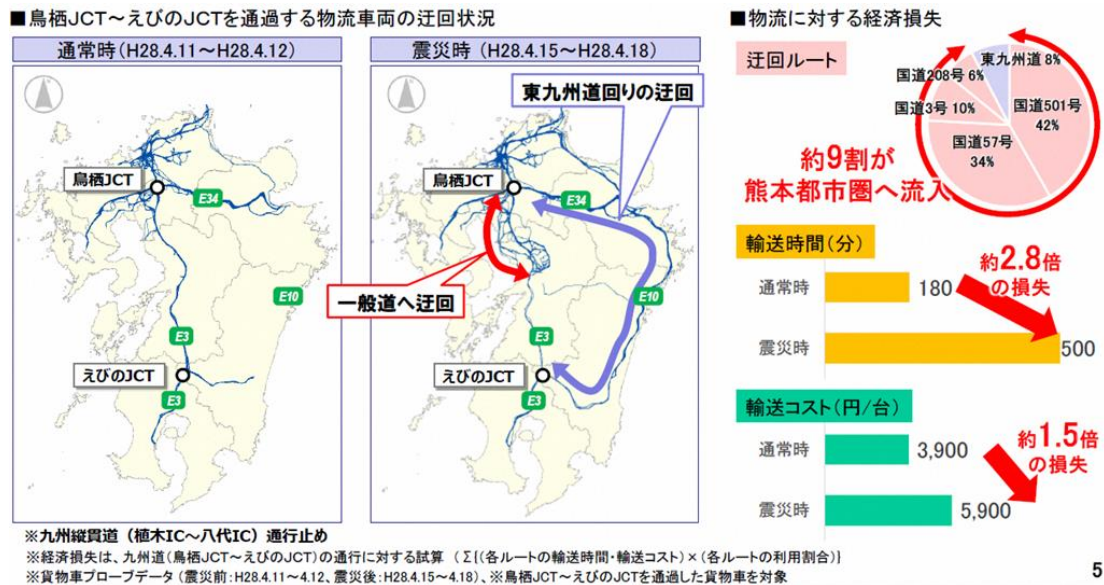 ■鳥栖JCT～えびのJCTを通過する物流車両の迂回状況
通常時(H28.4.11～H28.4.12)
鳥栖JCT
E34
E10
E3
えびのJCT
E3
震災時 (H28.4.15～H28.4.18)
東九州道回りの迂回
鳥栖JCT
E34
一般道へ迂回
E10
E3
えびのJCT
E3
■物流に対する経済損失
迂回ルート
東九州道 8%
国道208号 6%
国道3号 10%
国道501号
42%
国道57号
34%
約9割が
熊本都市圏へ流入
輸送時間(分)
通常時
180
約2.8倍
の損失
震災時
500
輸送コスト(円/台)
通常時
3,900
約1.5倍
の損失
震災時
5,900
※九州縦貫道（植木IC～八代IC）通行止め
※経済損失は、九州道(鳥栖JCT～えびのJCT)の通行に対する試算 （Σ{(各ルートの輸送時間・輸送コスト)×(各ルートの利用割合)}
※貨物車プローブデータ（震災前:H28.4.11～4.12、震災後:H28.4.15～4.18）、※鳥栖JCT～えびのJCTを通過した貨物車を対象
5